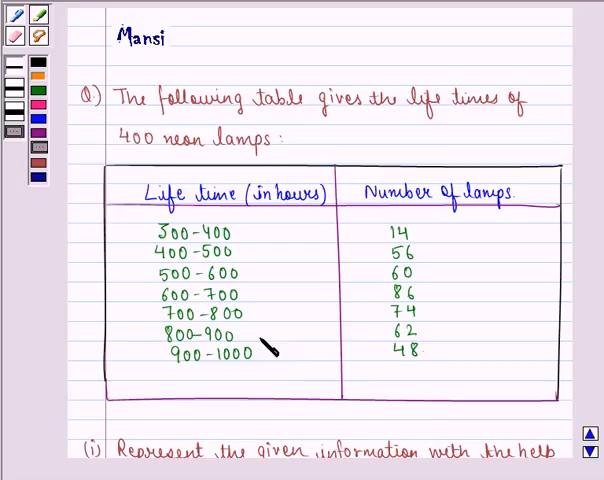 Mansi
Q.) The following table gives the life times of
400 neon lamps :
Life time (in hours) Number of lamps.
300-400 14
400-500 56
500-600 60
600-700 86
700-800 74
800-900 62
900-1000 48
(i) Represent the given information with the help